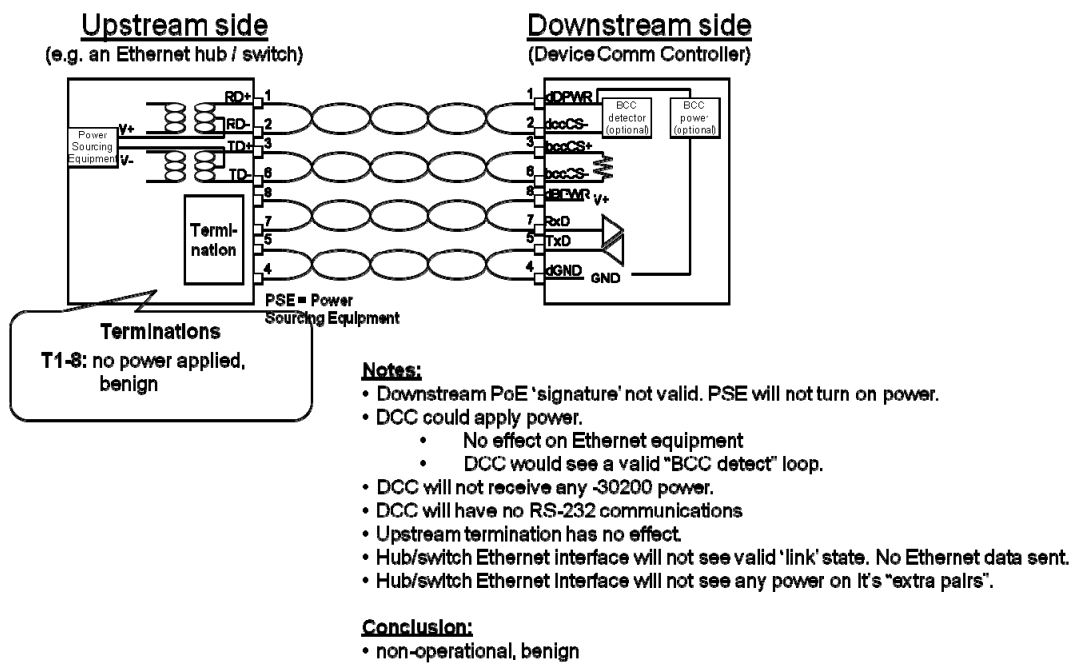 Upstream side
(e.g. an Ethernet hub / switch)
Downstream side
(Device Comm Controller)
RD+
1
RD-
2
V+
Power
Sourcing
Equipment
V-
TD+
3
TD-
6
8
7
5
4
Termi-
nation
PSE = Power
Sourcing Equipment
1
dDPWR
2
dccCS-
3
bccCS+
6
bccCS-
8
dBPWR
V+
7
RxD
5
TxD
4
dGND
GND
BCC
detector
(optional)
BCC
power
(optional)
Terminations
T1-8: no power applied,
benign
Notes:
• Downstream PoE 'signature' not valid. PSE will not turn on power.
• DCC could apply power.
• No effect on Ethernet equipment
• DCC would see a valid "BCC detect" loop.
• DCC will not receive any -30200 power.
• DCC will have no RS-232 communications
• Upstream termination has no effect.
• Hub/switch Ethernet interface will not see valid 'link' state. No Ethernet data sent.
• Hub/switch Ethernet Interface will not see any power on It's "extra pairs".
Conclusion:
• non-operational, benign